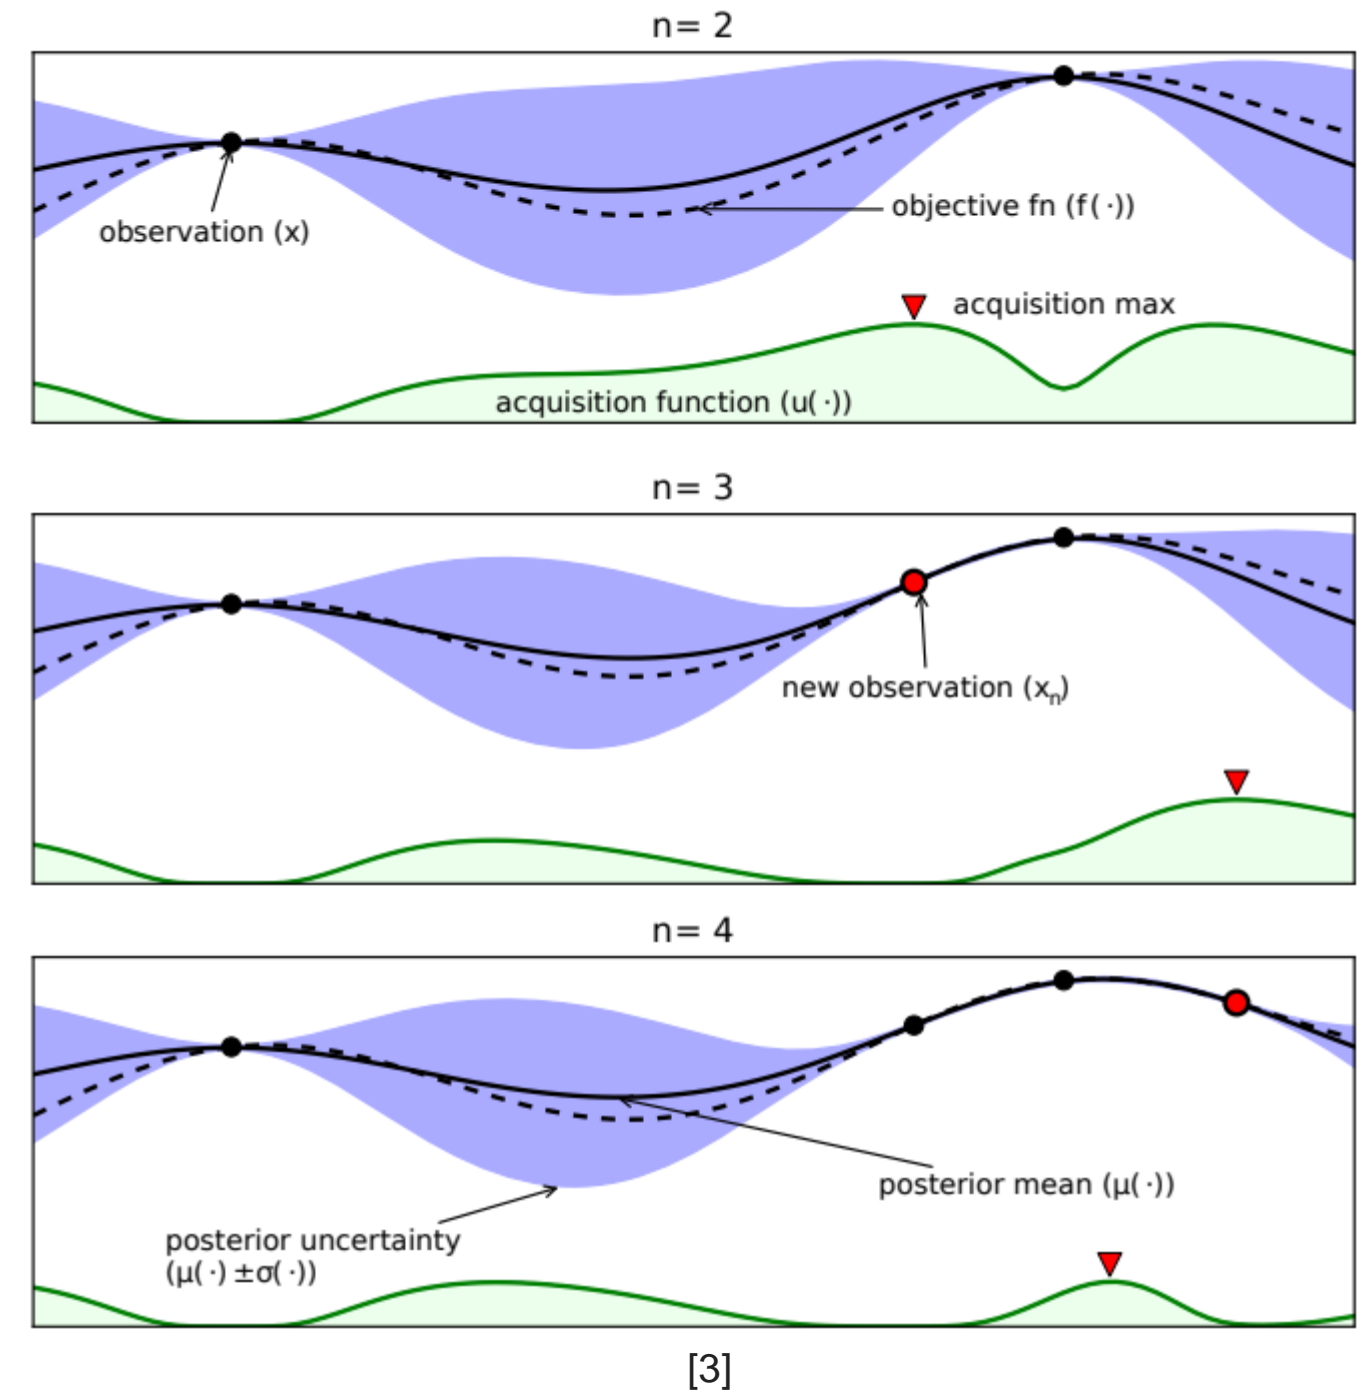 n= 2
observation (x)
objective fn (f(·))
acquisition max
acquisition function (u(·))
n= 3
new observation (xₙ)
n= 4
posterior mean (μ(·))
posterior uncertainty
(μ(·) ±σ(·))
[3]